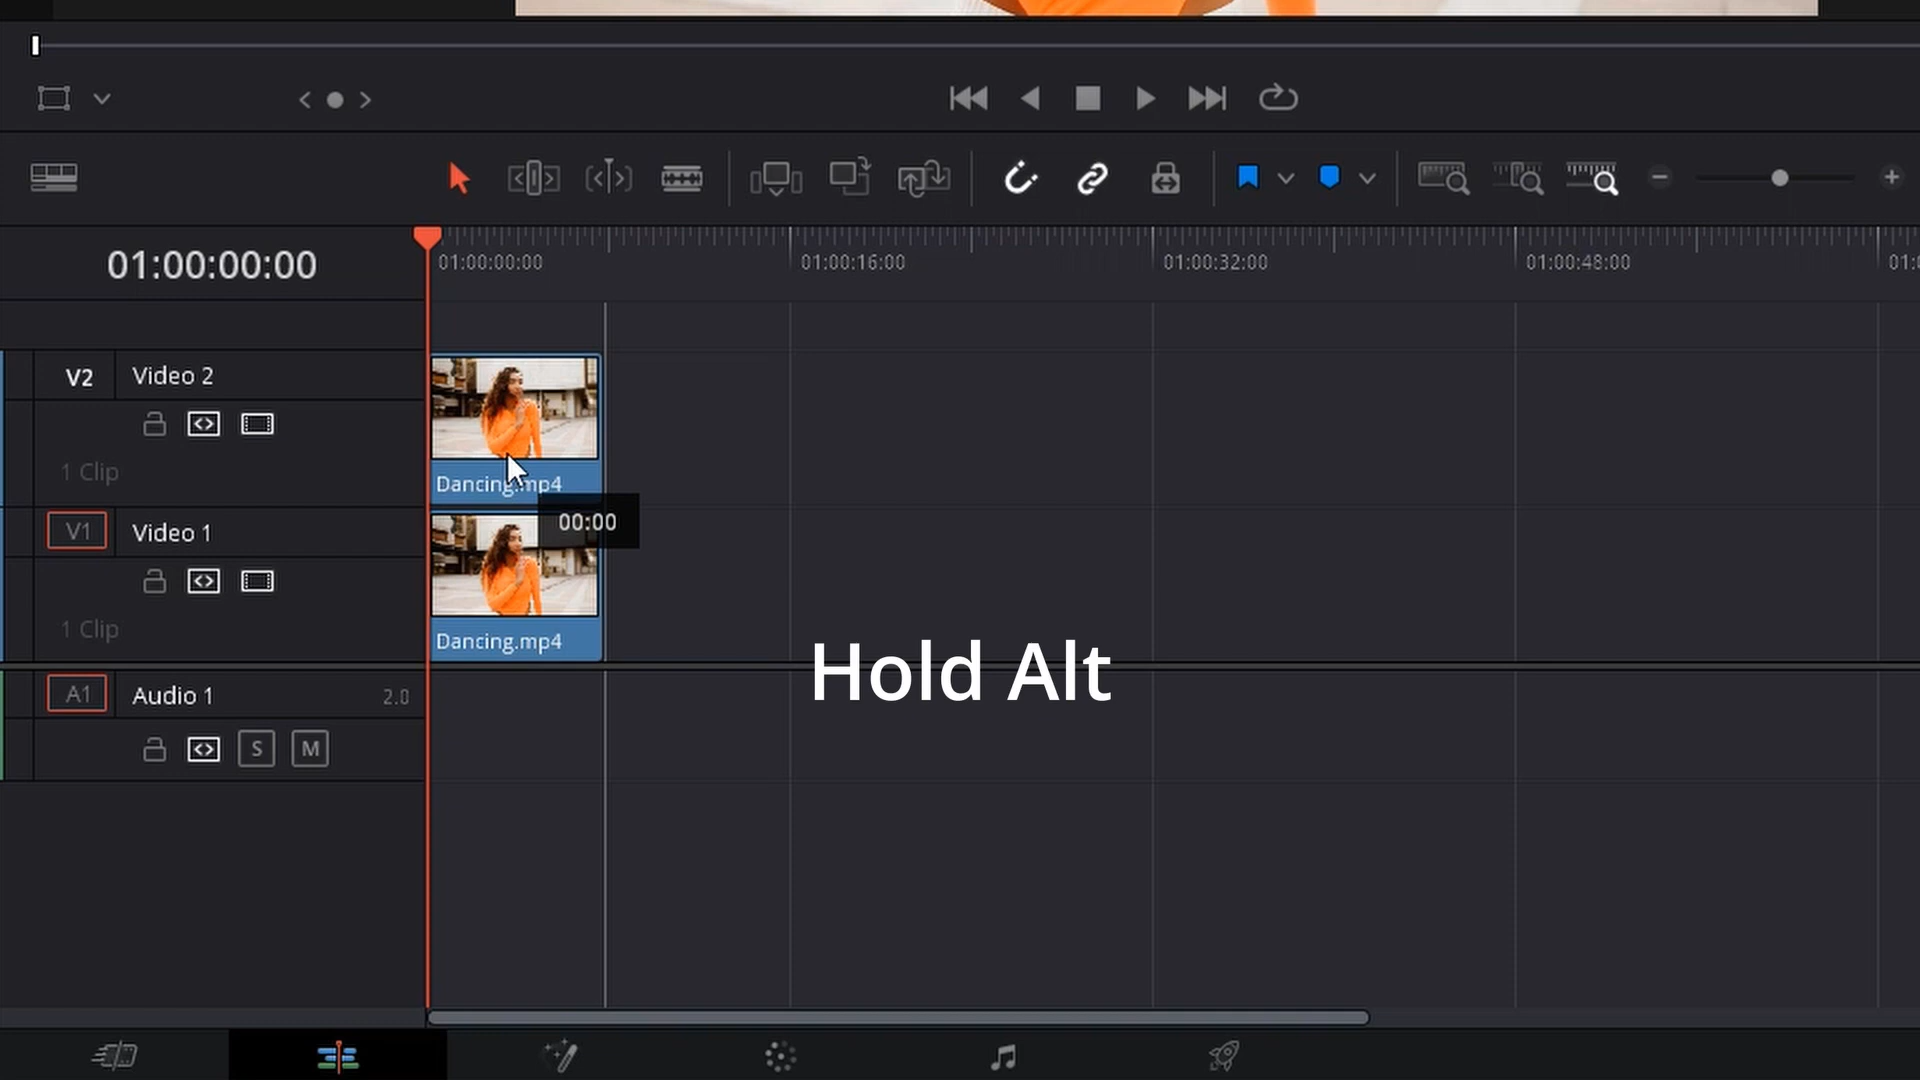 01:00:00:00
01:00:00:00
01:00:16:00
01:00:32:00
01:00:48:00
01:0
V2
Video 2
1 Clip
Dancing.mp4
00:00
V1
Video 1
1 Clip
Dancing.mp4
Hold Alt
A1
Audio 1
2.0
S
M